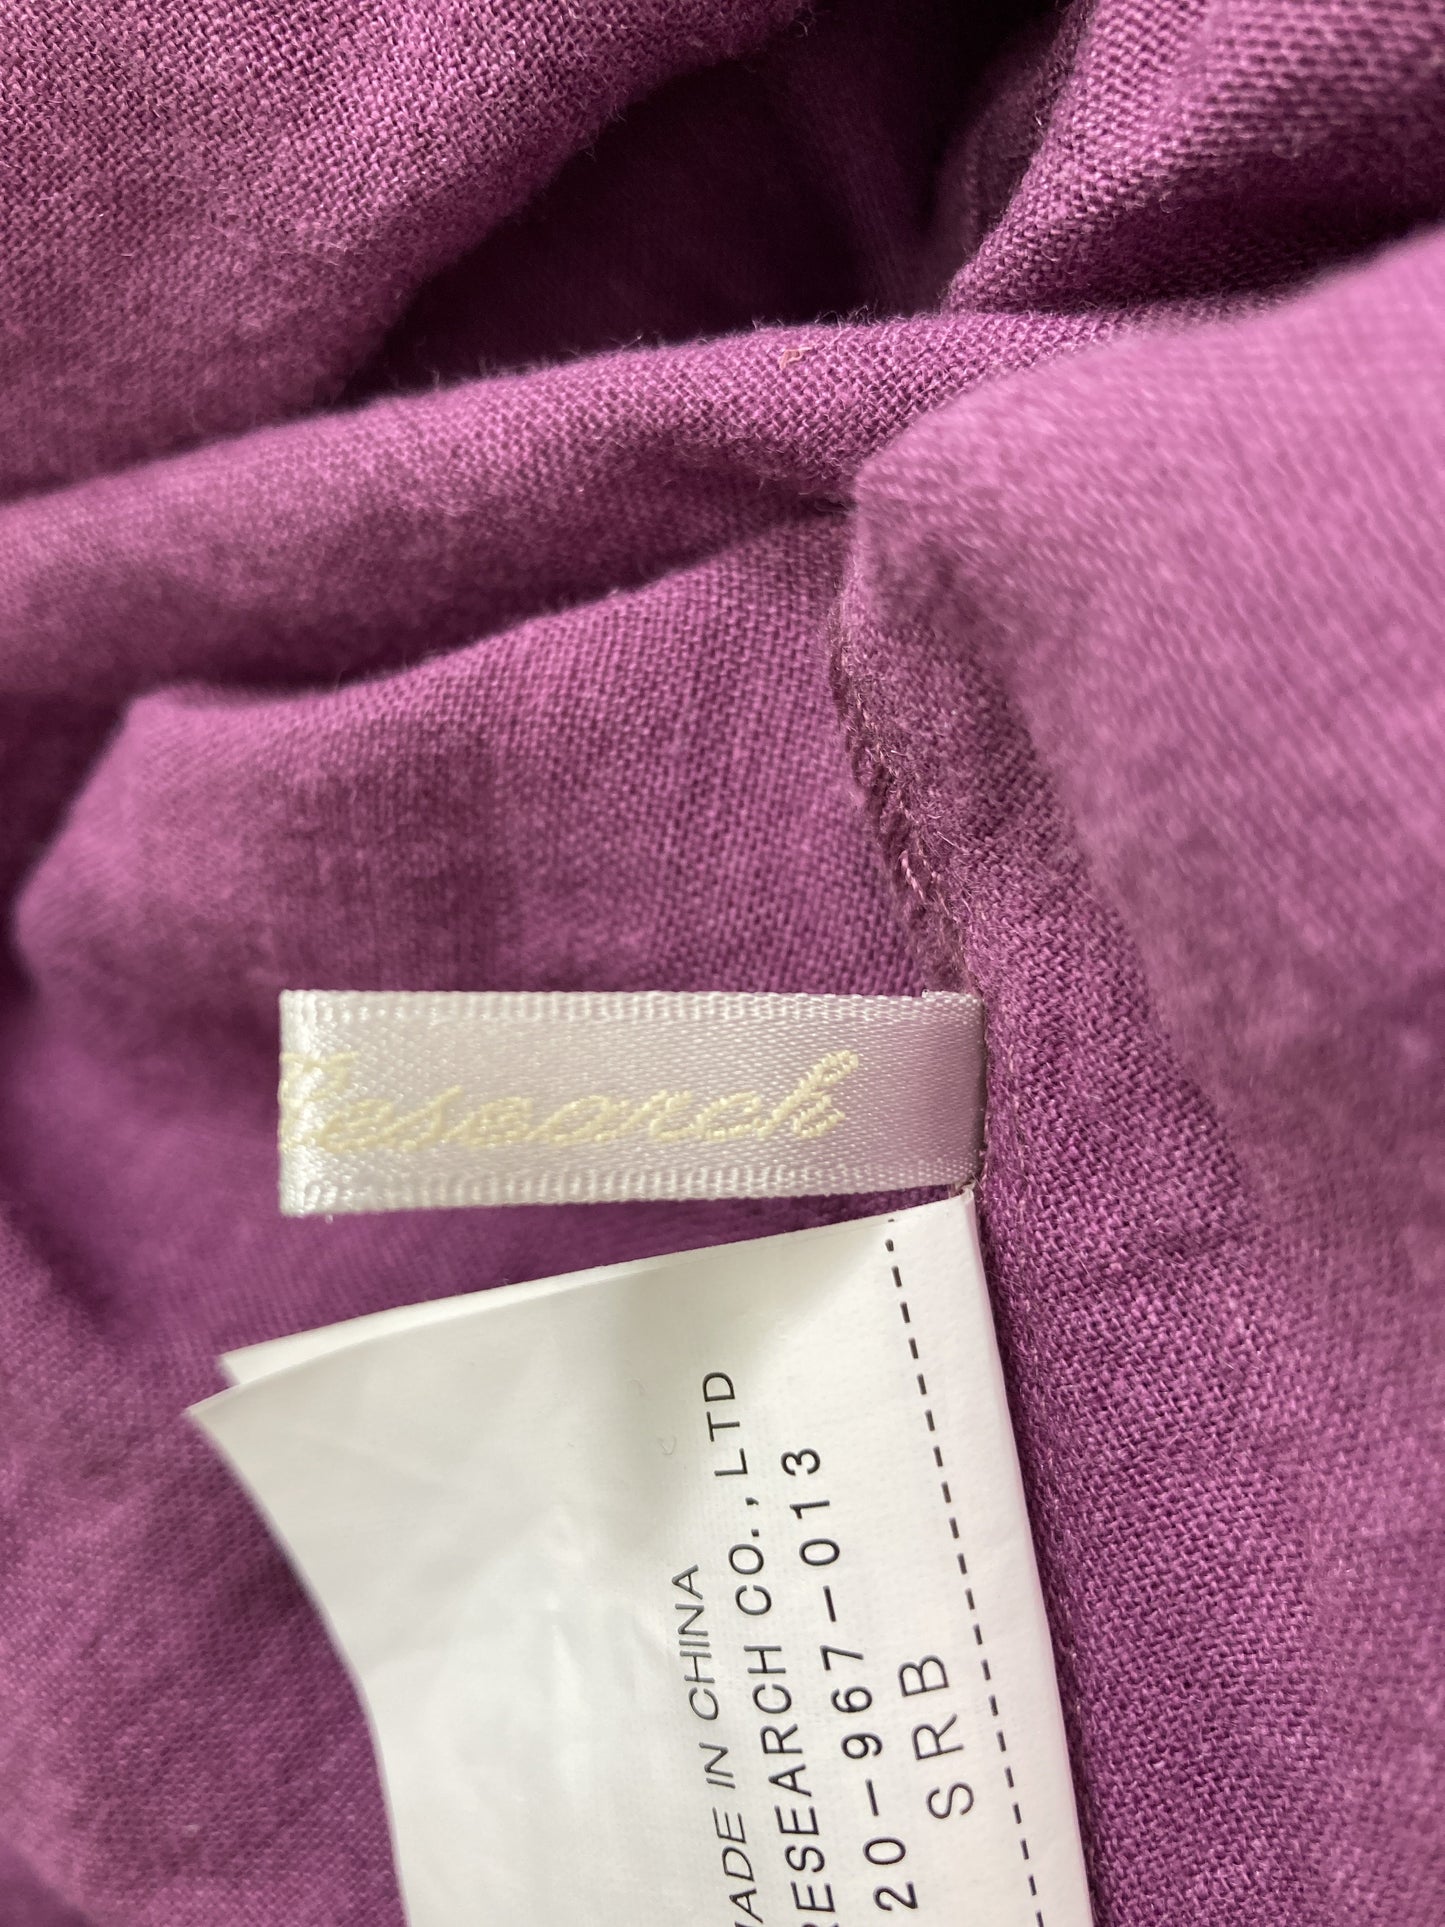 Research
MADE IN CHINA
RESEARCH CO.,LTD
20-967-013
SRB